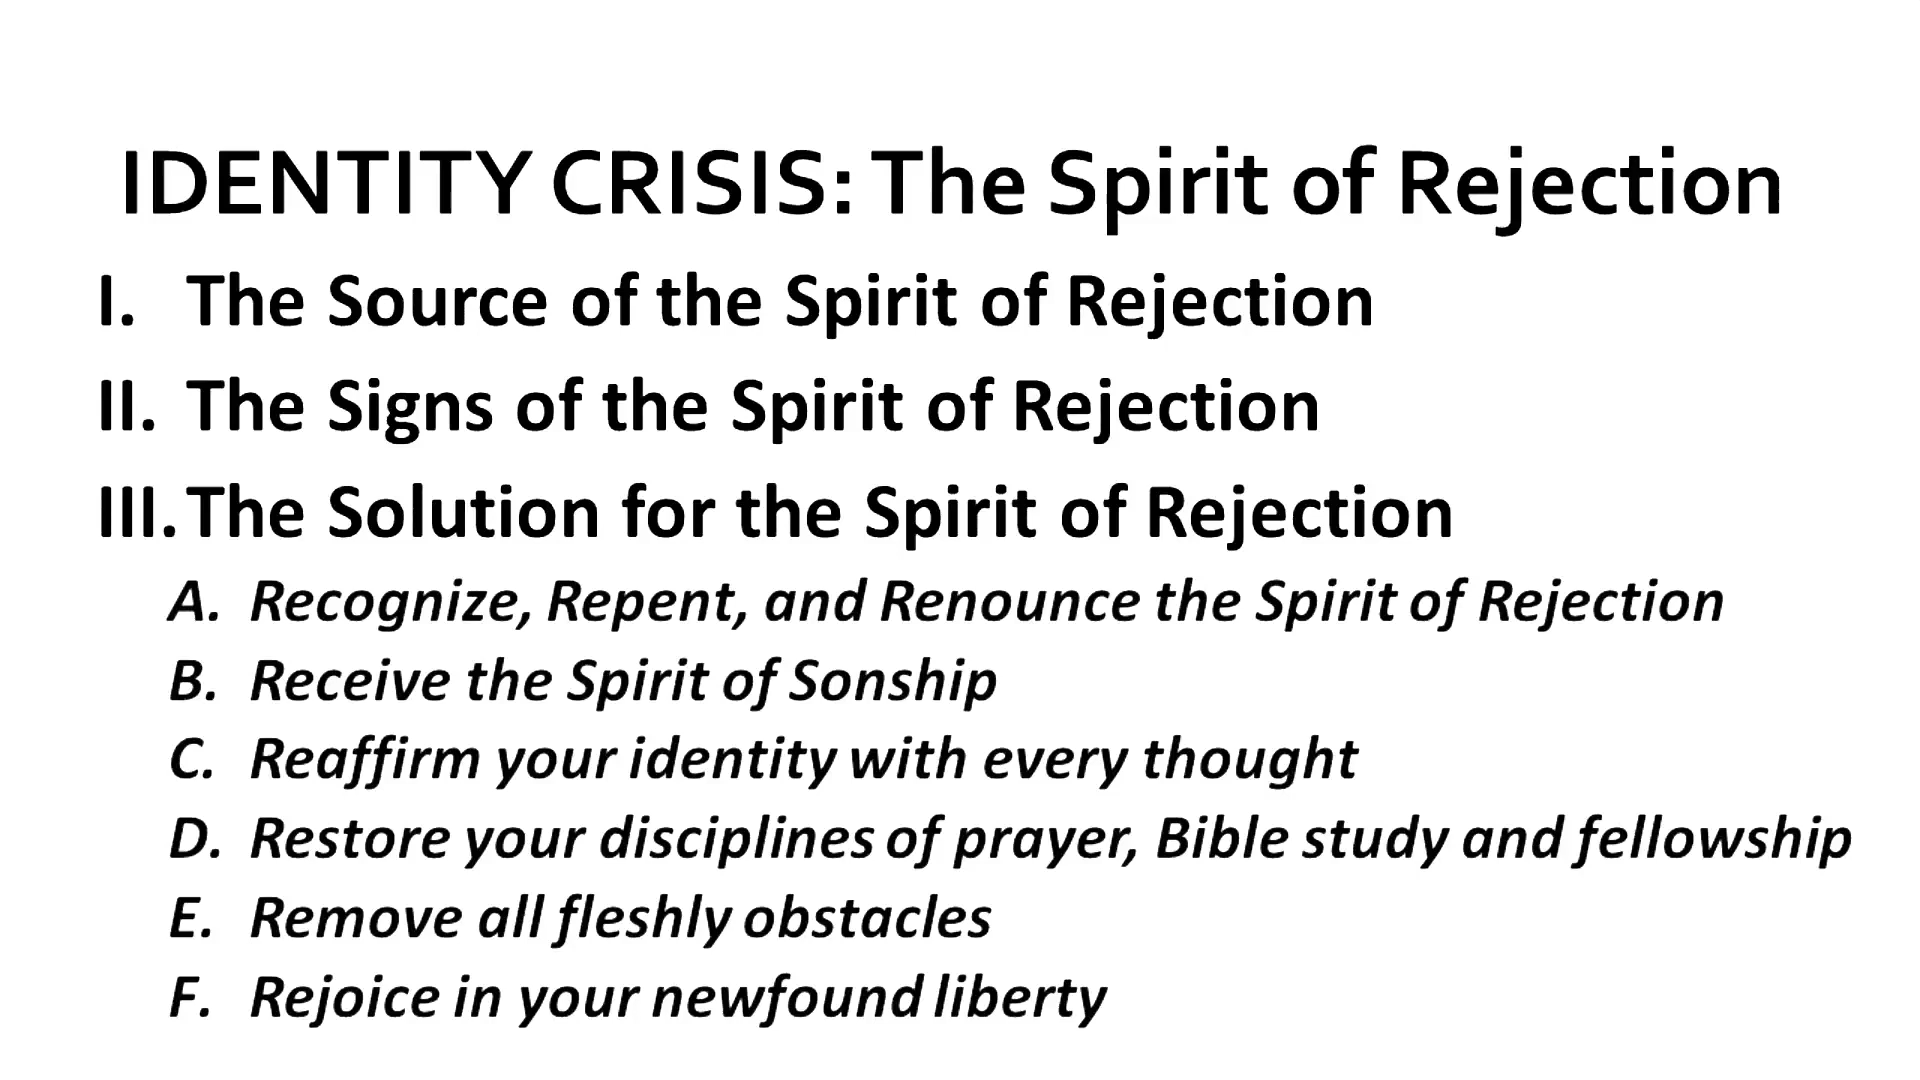 IDENTITY CRISIS: The Spirit of Rejection
I. The Source of the Spirit of Rejection
II. The Signs of the Spirit of Rejection
III. The Solution for the Spirit of Rejection
A. Recognize, Repent, and Renounce the Spirit of Rejection
B. Receive the Spirit of Sonship
C. Reaffirm your identity with every thought
D. Restore your disciplines of prayer, Bible study and fellowship
E. Remove all fleshly obstacles
F. Rejoice in your newfound liberty